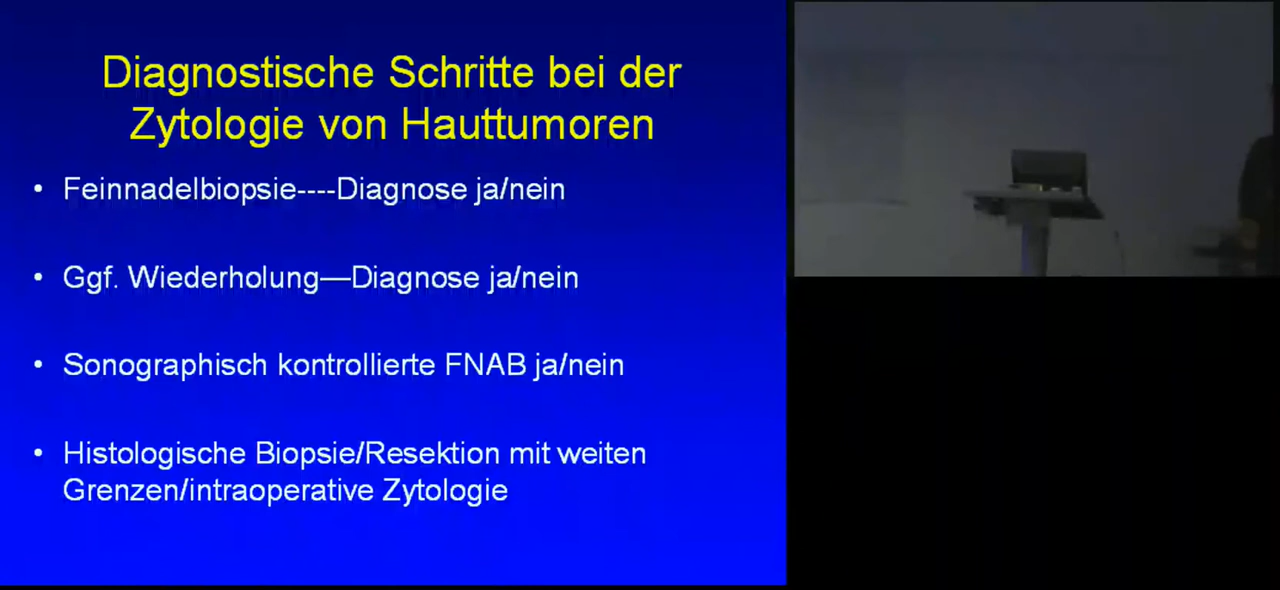 Diagnostische Schritte bei der
Zytologie von Hauttumoren
• Feinnadelbiopsie----Diagnose ja/nein
• Ggf. Wiederholung—Diagnose ja/nein
• Sonographisch kontrollierte FNAB ja/nein
• Histologische Biopsie/Resektion mit weiten
Grenzen/intraoperative Zytologie